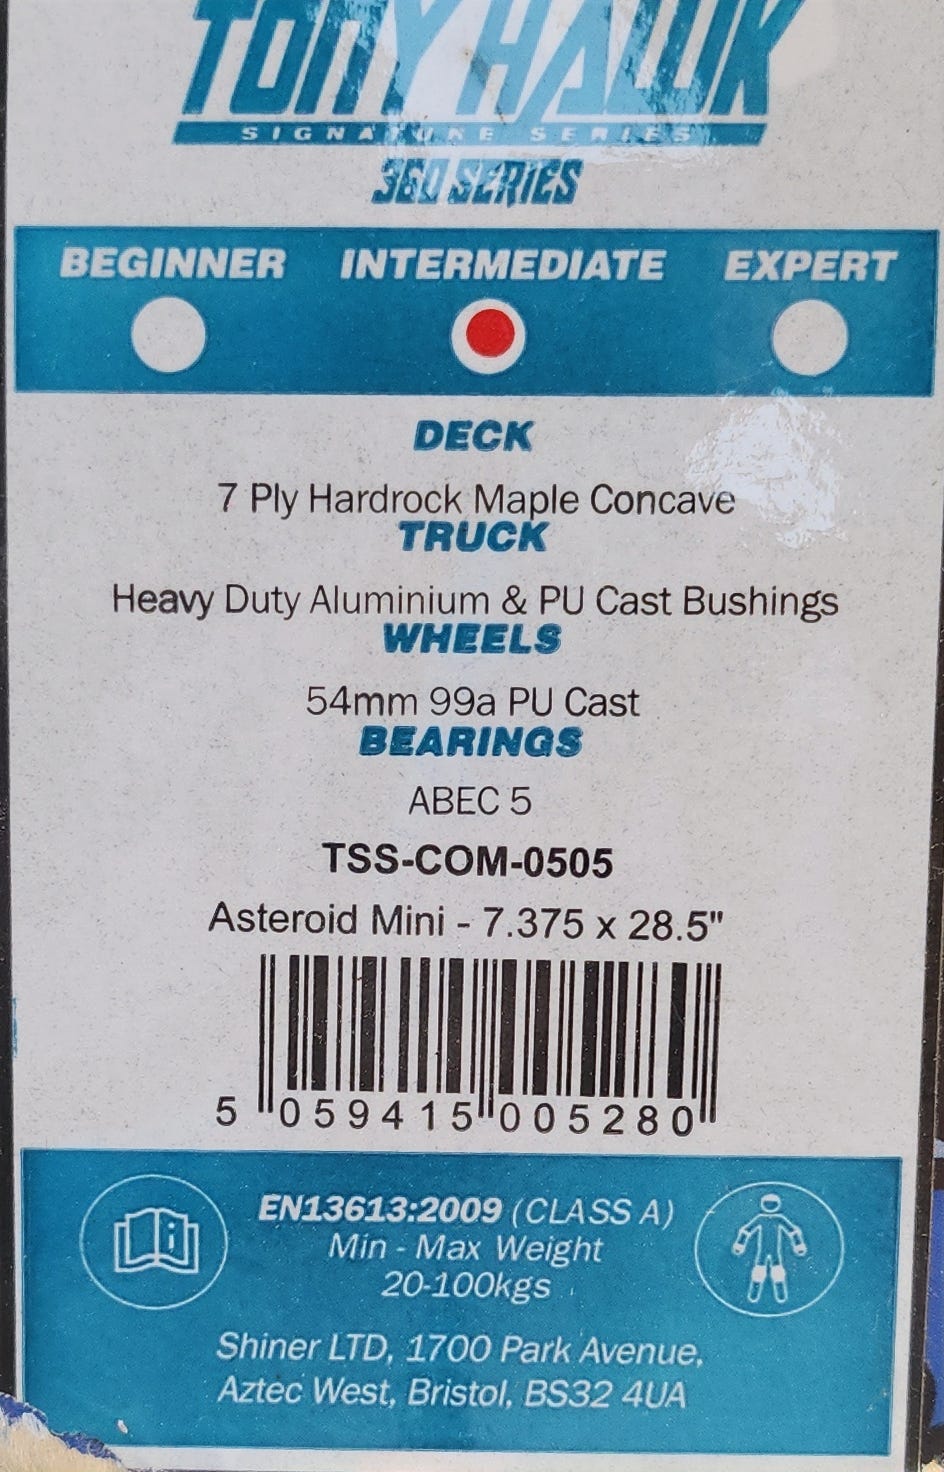 TONY HAWK
SIGNATURE SERIES
360 SERIES
BEGINNER INTERMEDIATE EXPERT
DECK
7 Ply Hardrock Maple Concave
TRUCK
Heavy Duty Aluminium & PU Cast Bushings
WHEELS
54mm 99a PU Cast
BEARINGS
ABEC 5
TSS-COM-0505
Asteroid Mini - 7.375 x 28.5"
5 059415 005280
EN13613:2009 (CLASS A)
Min - Max Weight
20-100kgs
Shiner LTD, 1700 Park Avenue,
Aztec West, Bristol, BS32 4UA